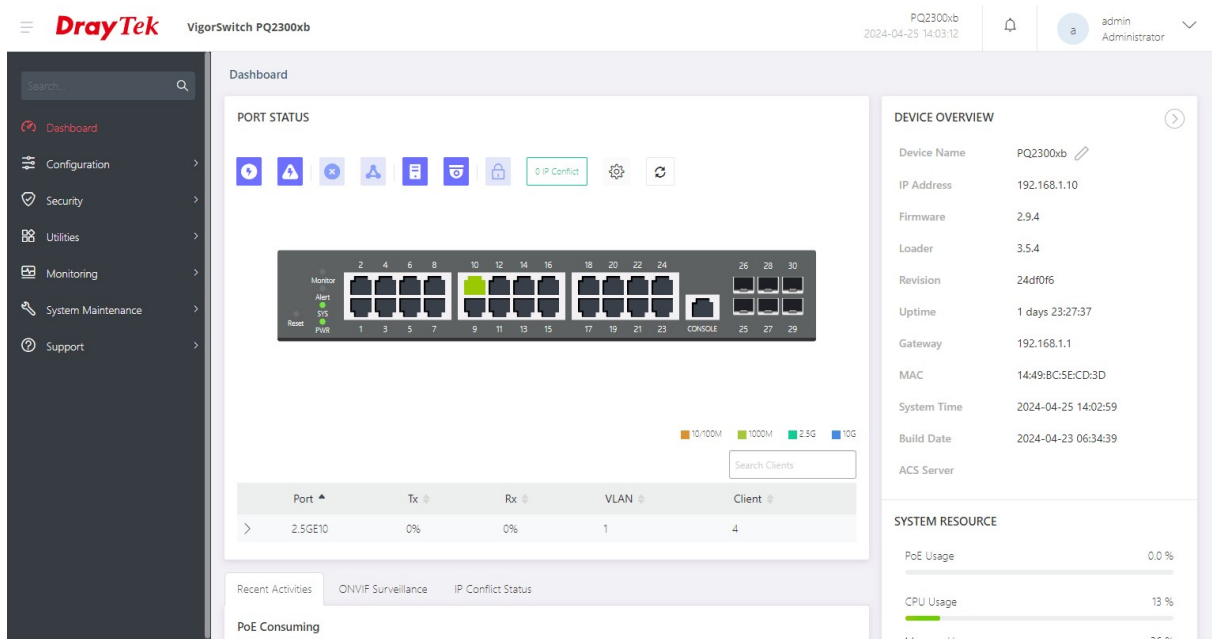 DrayTek VigorSwitch PQ2300xb
PQ2300xb
2024-04-25 14:03:12
a
admin
Administrator
Search...
Dashboard
Configuration
Security
Utilities
Monitoring
System Maintenance
Support
Dashboard
PORT STATUS
0 IP Conflict
2 4 6 8 10 12 14 16 18 20 22 24 26 28 30
Monitor
Alert
SYS
Reset PWR
1 3 5 7 9 11 13 15 17 19 21 23 CONSOLE 25 27 29
10/100M 1000M 2.5G 10G
Search Clients
Port Tx Rx VLAN Client
2.5GE10 0% 0% 1 4
Recent Activities ONVIF Surveillance IP Conflict Status
PoE Consuming
DEVICE OVERVIEW
Device Name PQ2300xb
IP Address 192.168.1.10
Firmware 2.9.4
Loader 3.5.4
Revision 24df0f6
Uptime 1 days 23:27:37
Gateway 192.168.1.1
MAC 14:49:BC:5E:CD:3D
System Time 2024-04-25 14:02:59
Build Date 2024-04-23 06:34:39
ACS Server
SYSTEM RESOURCE
PoE Usage 0.0 %
CPU Usage 13 %